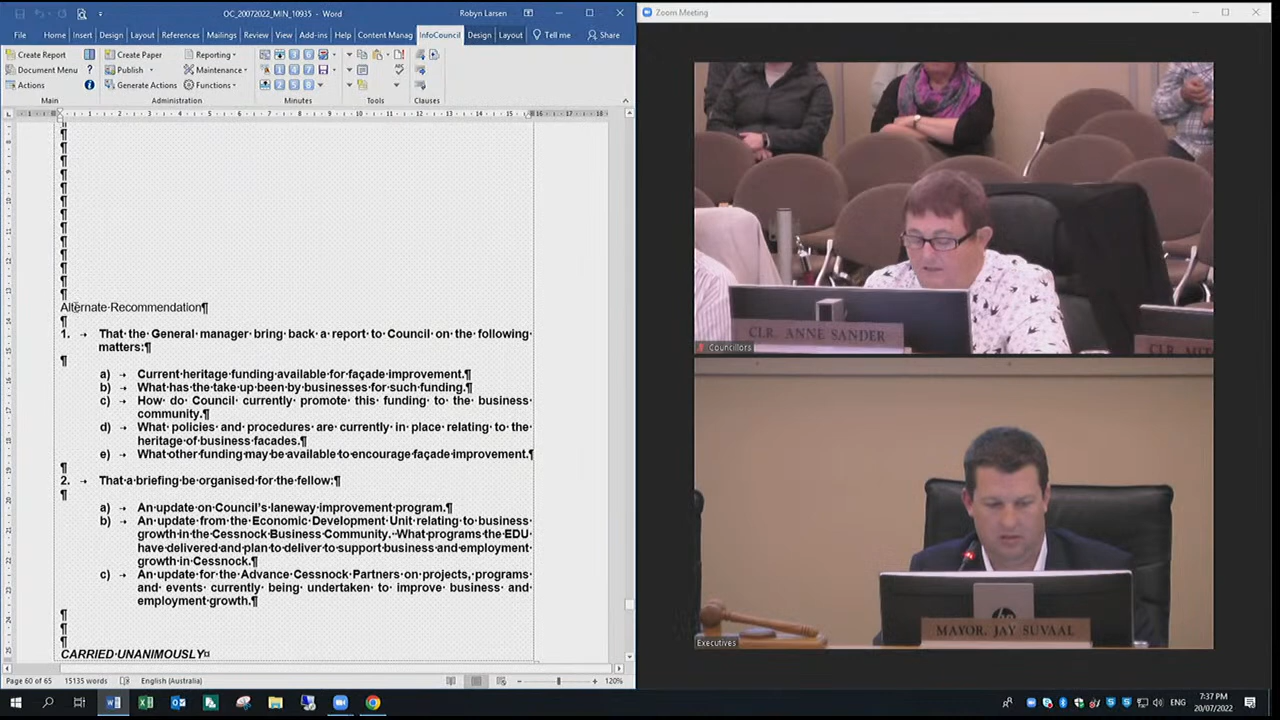 OC_20072022_MIN_10935 - Word
Robyn Larsen
File Home Insert Design Layout References Mailings Review View Add-ins Help Content Manag InfoCouncil Design Layout Tell me Share
Create Report Create Paper Reporting
Document Menu ? Publish Maintenance
Actions Generate Actions Functions
Main Administration Minutes Tools Clauses
Alternate Recommendation
1. That the General manager bring back a report to Council on the following
matters:
a) Current heritage funding available for façade improvement.
b) What has the take up been by businesses for such funding.
c) How do Council currently promote this funding to the business
community.
d) What policies and procedures are currently in place relating to the
heritage of business facades.
e) What other funding may be available to encourage façade improvement.
2. That a briefing be organised for the fellow:
a) An update on Council's laneway improvement program.
b) An update from the Economic Development Unit relating to business
growth in the Cessnock Business Community. What programs the EDU
have delivered and plan to deliver to support business and employment
growth in Cessnock.
c) An update for the Advance Cessnock Partners on projects, programs
and events currently being undertaken to improve business and
employment growth.
CARRIED UNANIMOUSLY
Page 60 of 65 15135 words English (Australia) 120%
Zoom Meeting
CLR. ANNE SANDER
CLR. MIT
Councillors
hp
MAYOR. JAY SUVAAL
Executives
ENG
7:37 PM
20/07/2022